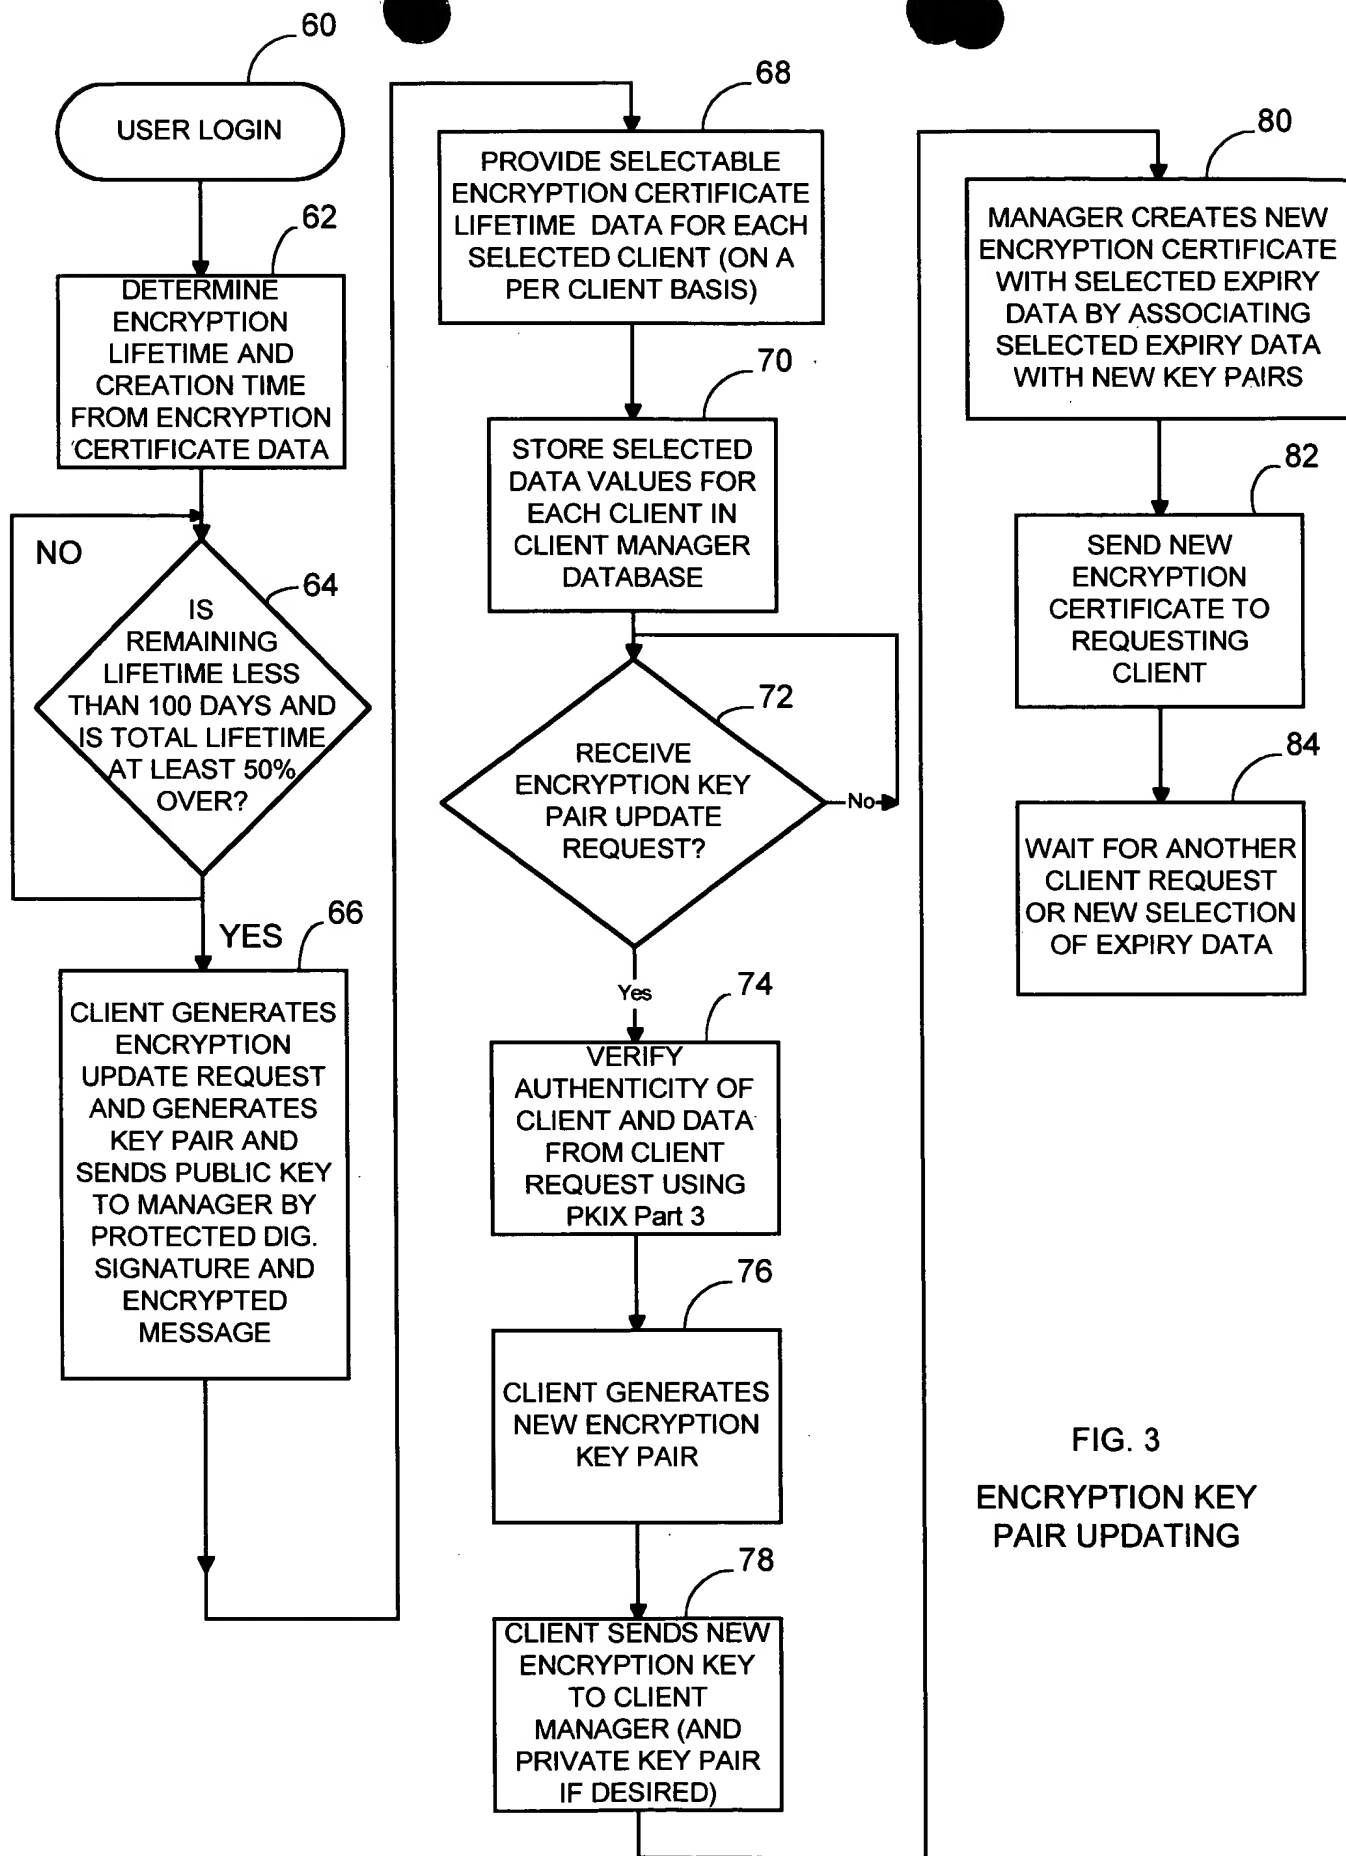 60
USER LOGIN
62
DETERMINE
ENCRYPTION
LIFETIME AND
CREATION TIME
FROM ENCRYPTION
CERTIFICATE DATA
NO
64
IS
REMAINING
LIFETIME LESS
THAN 100 DAYS AND
IS TOTAL LIFETIME
AT LEAST 50%
OVER?
YES
66
CLIENT GENERATES
ENCRYPTION
UPDATE REQUEST
AND GENERATES
KEY PAIR AND
SENDS PUBLIC KEY
TO MANAGER BY
PROTECTED DIG.
SIGNATURE AND
ENCRYPTED
MESSAGE
68
PROVIDE SELECTABLE
ENCRYPTION CERTIFICATE
LIFETIME DATA FOR EACH
SELECTED CLIENT (ON A
PER CLIENT BASIS)
70
STORE SELECTED
DATA VALUES FOR
EACH CLIENT IN
CLIENT MANAGER
DATABASE
72
RECEIVE
ENCRYPTION KEY
PAIR UPDATE
REQUEST?
No
Yes
74
VERIFY
AUTHENTICITY OF
CLIENT AND DATA
FROM CLIENT
REQUEST USING
PKIX Part 3
76
CLIENT GENERATES
NEW ENCRYPTION
KEY PAIR
78
CLIENT SENDS NEW
ENCRYPTION KEY
TO CLIENT
MANAGER (AND
PRIVATE KEY PAIR
IF DESIRED)
80
MANAGER CREATES NEW
ENCRYPTION CERTIFICATE
WITH SELECTED EXPIRY
DATA BY ASSOCIATING
SELECTED EXPIRY DATA
WITH NEW KEY PAIRS
82
SEND NEW
ENCRYPTION
CERTIFICATE TO
REQUESTING
CLIENT
84
WAIT FOR ANOTHER
CLIENT REQUEST
OR NEW SELECTION
OF EXPIRY DATA
FIG. 3
ENCRYPTION KEY
PAIR UPDATING